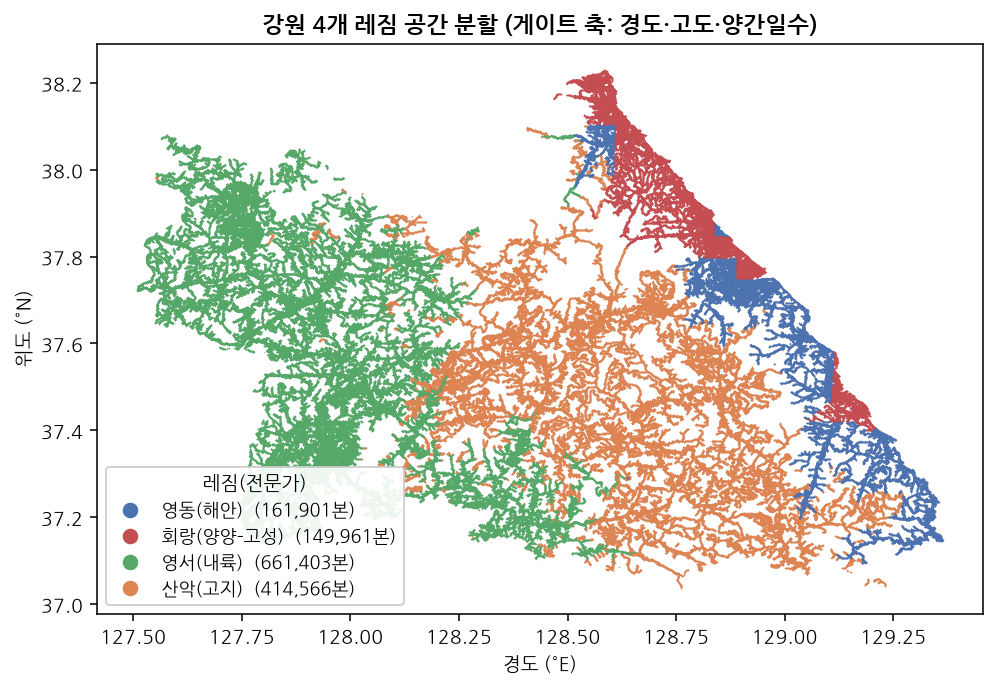 강원 4개 레짐 공간 분할 (게이트 축: 경도·고도·양간일수)
위도 (°N)
38.2
38.0
37.8
37.6
37.4
37.2
37.0
레짐(전문가)
영동(해안) (161,901본)
회랑(양양-고성) (149,961본)
영서(내륙) (661,403본)
산악(고지) (414,566본)
127.50 127.75 128.00 128.25 128.50 128.75 129.00 129.25
경도 (°E)